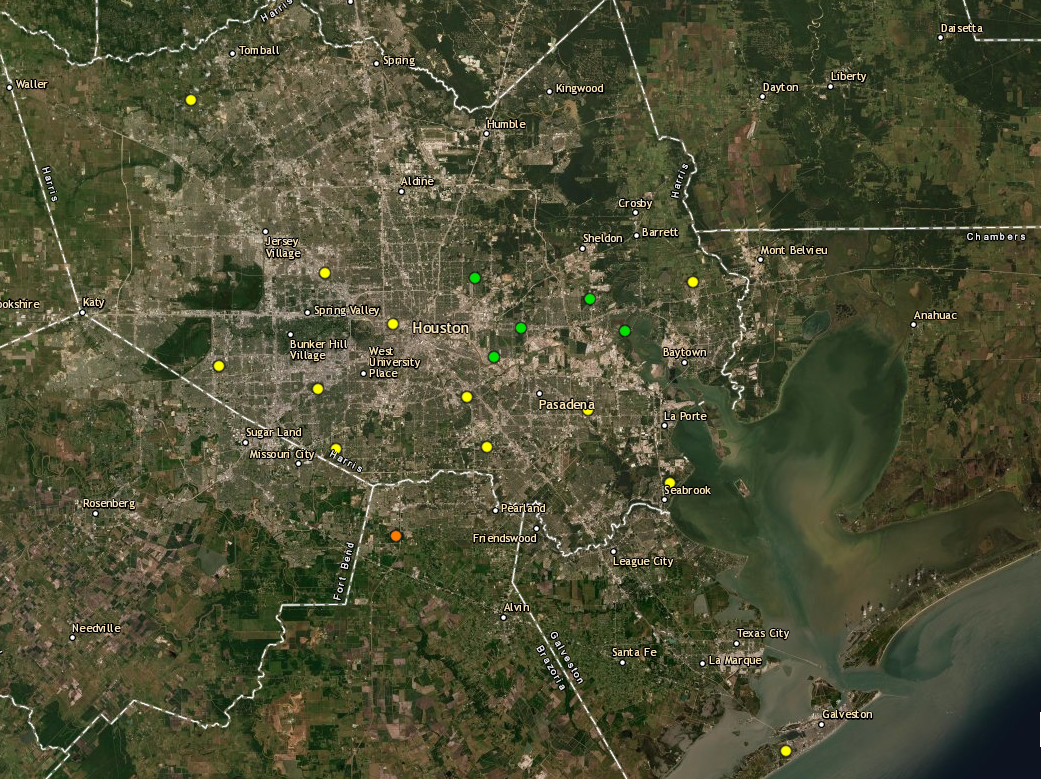 Harris
Daisetta
Tomball
Spring
Liberty
Waller
Dayton
Kingwood
Humble
Harris
Harris
Aldine
Crosby
Barrett
Sheldon
Chambers
Jersey
Village
Mont Belvieu
ookshire
Katy
Spring Valley
Anahuac
Houston
Bunker Hill
Village
West
University
Place
Baytown
Pasadena
La Porte
Sugar Land
Missouri City
Harris
Seabrook
Rosenberg
Pearland
Friendswood
League City
Fort Bend
Alvin
Needville
Galveston
Brazoria
Texas City
Santa Fe
La Marque
Galveston